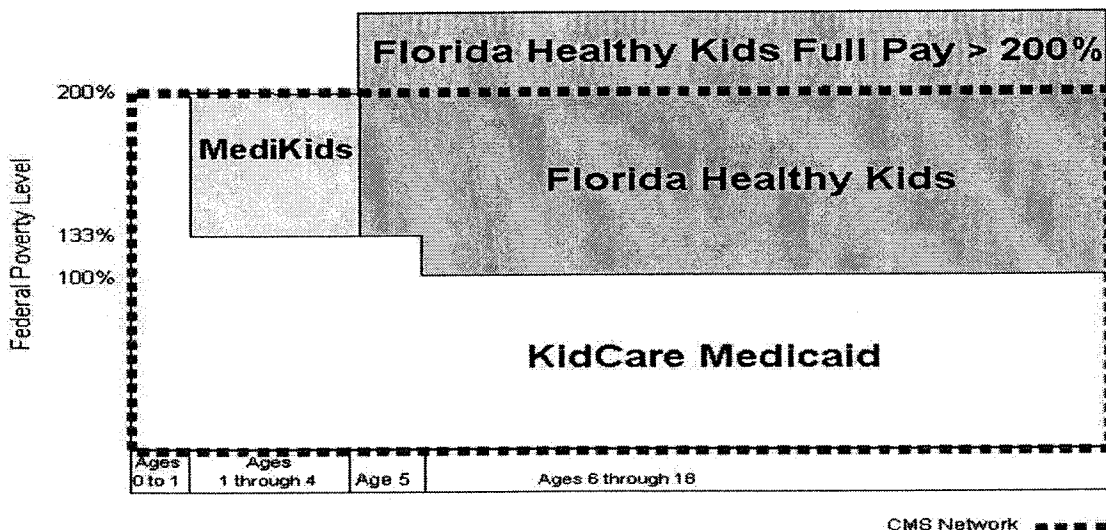 Florida Healthy Kids Full Pay > 200%
200%
MediKids
Florida Healthy Kids
Federal Poverty Level
133%
100%
KidCare Medicaid
Ages
0 to 1
Ages
1 through 4
Age 5
Ages 6 through 18
CMS Network